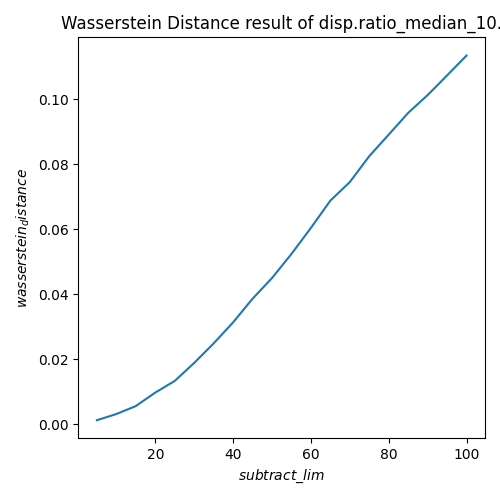 Wasserstein Distance result of disp.ratio_median_10.
0.10
0.08
0.06
0.04
0.02
0.00
wasserstein_distance
20 40 60 80 100
subtract_lim